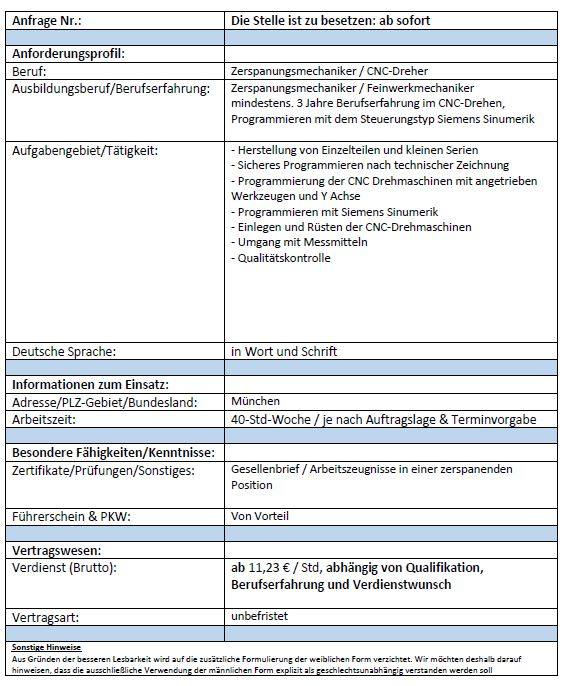 Anfrage Nr.: Die Stelle ist zu besetzen: ab sofort
Anforderungsprofil:
Beruf: Zerspanungsmechaniker / CNC-Dreher
Ausbildungsberuf/Berufserfahrung: Zerspanungsmechaniker / Feinwerkmechaniker
mindestens. 3 Jahre Berufserfahrung im CNC-Drehen,
Programmieren mit dem Steuerungstyp Siemens Sinumerik
Aufgabengebiet/Tätigkeit: - Herstellung von Einzelteilen und kleinen Serien
- Sicheres Programmieren nach technischer Zeichnung
- Programmierung der CNC Drehmaschinen mit angetrieben
Werkzeugen und Y Achse
- Programmieren mit Siemens Sinumerik
- Einlegen und Rüsten der CNC-Drehmaschinen
- Umgang mit Messmitteln
- Qualitätskontrolle
Deutsche Sprache: in Wort und Schrift
Informationen zum Einsatz:
Adresse/PLZ-Gebiet/Bundesland: München
Arbeitszeit: 40-Std-Woche / je nach Auftragslage & Terminvorgabe
Besondere Fähigkeiten/Kenntnisse:
Zertifikate/Prüfungen/Sonstiges: Gesellenbrief / Arbeitszeugnisse in einer zerspanenden
Position
Führerschein & PKW: Von Vorteil
Vertragswesen:
Verdienst (Brutto): ab 11,23 € / Std, abhängig von Qualifikation,
Berufserfahrung und Verdienstwunsch
Vertragsart: unbefristet
Sonstige Hinweise
Aus Gründen der besseren Lesbarkeit wird auf die zusätzliche Formulierung der weiblichen Form verzichtet. Wir möchten deshalb darauf
hinweisen, dass die ausschließliche Verwendung der männlichen Form explizit als geschlechtsunabhängig verstanden werden soll